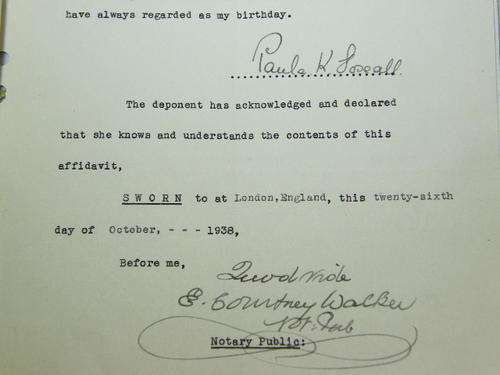 have always regarded as my birthday.
Paula K
The deponent has acknowledged and declared
that she knows and understands the contents of this
affidavit,
SWORN to at London, England, this twenty-sixth
day of October, - - - 1938,
Before me,
Quod vide
E. Courtney Walker
Not. Pub
Notary Public: